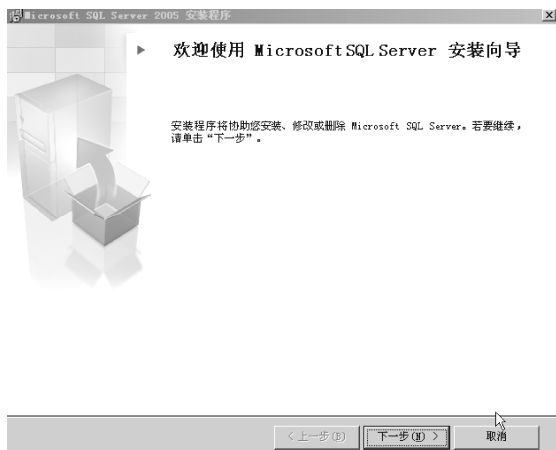 Microsoft SQL Server 2005 安装程序
欢迎使用 Microsoft SQL Server 安装向导
安装程序将协助您安装、修改或删除 Microsoft SQL Server。若要继续，
请单击“下一步”。
< 上一步(B) 下一步(N) > 取消